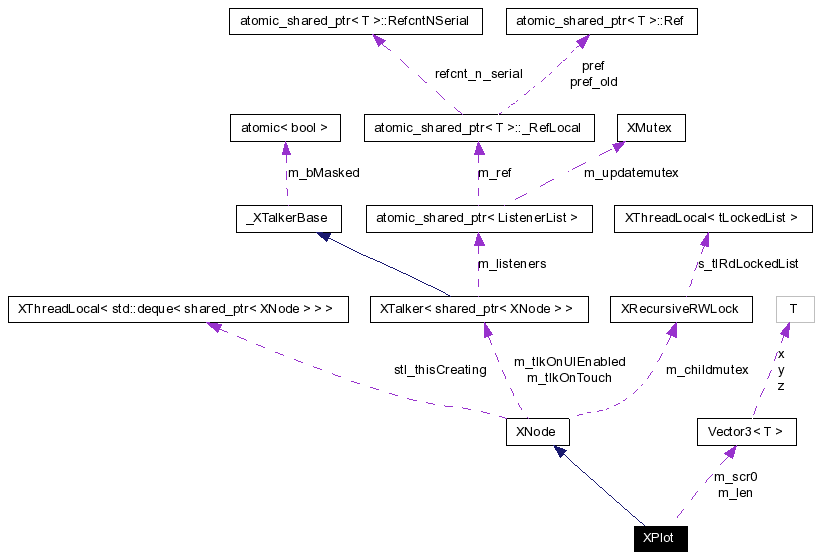 atomic_shared_ptr< T >::RefcntNSerial
atomic_shared_ptr< T >::Ref
refcnt_n_serial
pref
pref_old
atomic< bool >
atomic_shared_ptr< T >::_RefLocal
XMutex
m_bMasked
m_ref
m_updatemutex
_XTalkerBase
atomic_shared_ptr< ListenerList >
XThreadLocal< tLockedList >
m_listeners
s_tlRdLockedList
XThreadLocal< std::deque< shared_ptr< XNode > > >
XTalker< shared_ptr< XNode > >
XRecursiveRWLock
T
stl_thisCreating
m_tlkOnUIEnabled
m_tlkOnTouch
m_childmutex
x
y
z
XNode
Vector3< T >
m_scr0
m_len
XPlot